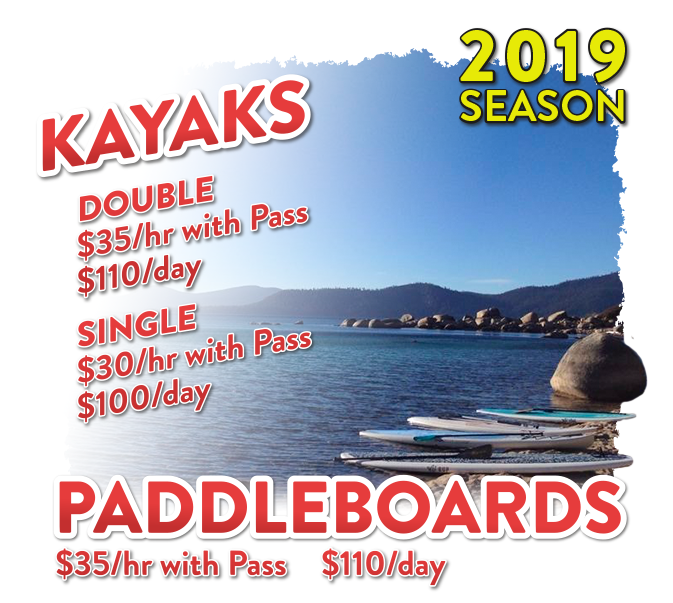 2019
SEASON
KAYAKS
DOUBLE
$35/hr with Pass
$110/day
SINGLE
$30/hr with Pass
$100/day
PADDLEBOARDS
$35/hr with Pass $110/day